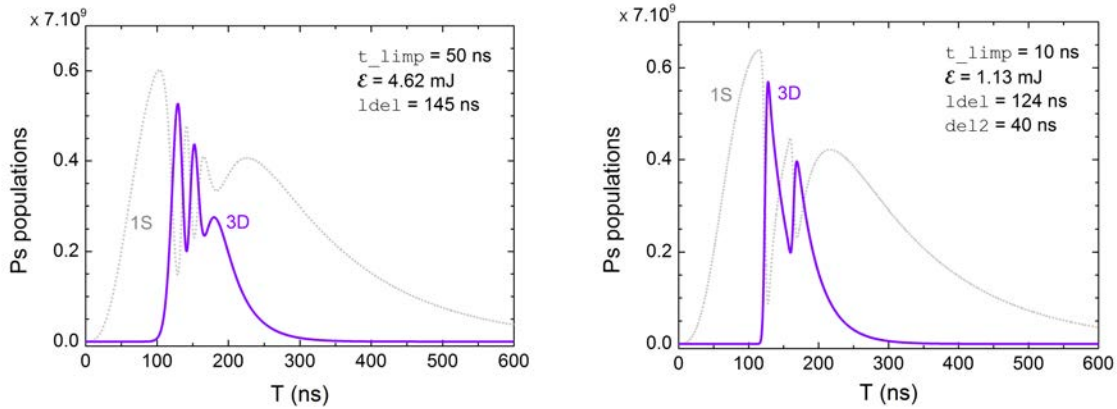 x 7.10⁹
0.6
0.4
0.2
0.0
Ps populations
t_limp = 50 ns
ℰ = 4.62 mJ
ldel = 145 ns
1S
3D
0 100 200 300 400 500 600
T (ns)
x 7.10⁹
0.6
0.4
0.2
0.0
Ps populations
t_limp = 10 ns
ℰ = 1.13 mJ
ldel = 124 ns
del2 = 40 ns
1S
3D
0 100 200 300 400 500 600
T (ns)